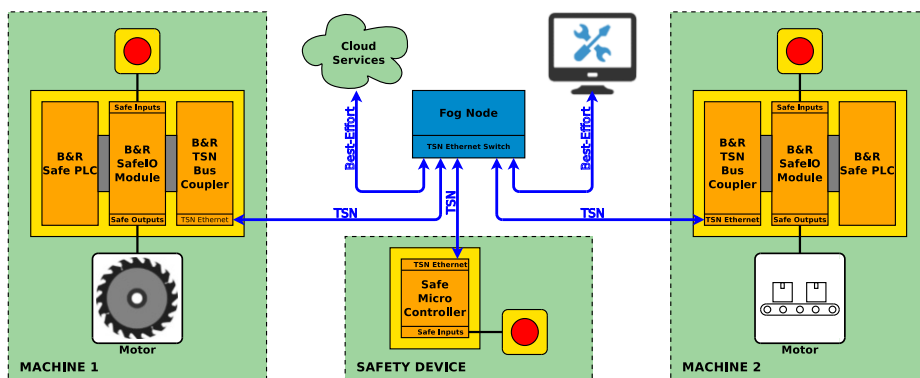 Cloud
Services
Fog Node
TSN Ethernet Switch
Best-Effort
Best-Effort
TSN
TSN
TSN
Safe Inputs
B&R
Safe PLC
B&R
SafeIO
Module
B&R
TSN
Bus
Coupler
Safe Outputs
TSN Ethernet
Motor
MACHINE 1
TSN Ethernet
Safe
Micro
Controller
Safe Inputs
SAFETY DEVICE
Safe Inputs
B&R
TSN
Bus
Coupler
B&R
SafeIO
Module
B&R
Safe PLC
TSN Ethernet
Safe Outputs
Motor
MACHINE 2